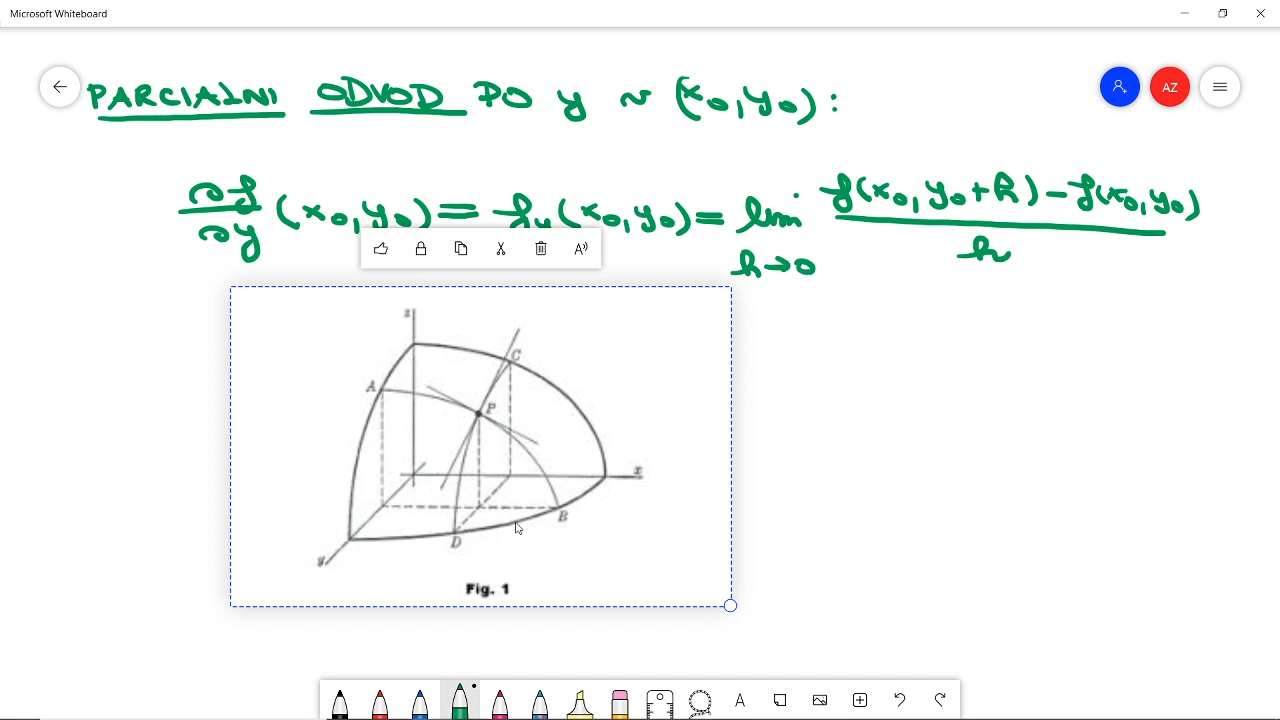 Microsoft Whiteboard
PARCIALNI ODVOD PO y v (x₀,y₀):
AZ
∂f/∂y (x₀,y₀) = f_y(x₀,y₀) = lim h→0 (f(x₀,y₀+h) - f(x₀,y₀))/h
z
C
A
P
x
B
D
y
Fig. 1
A